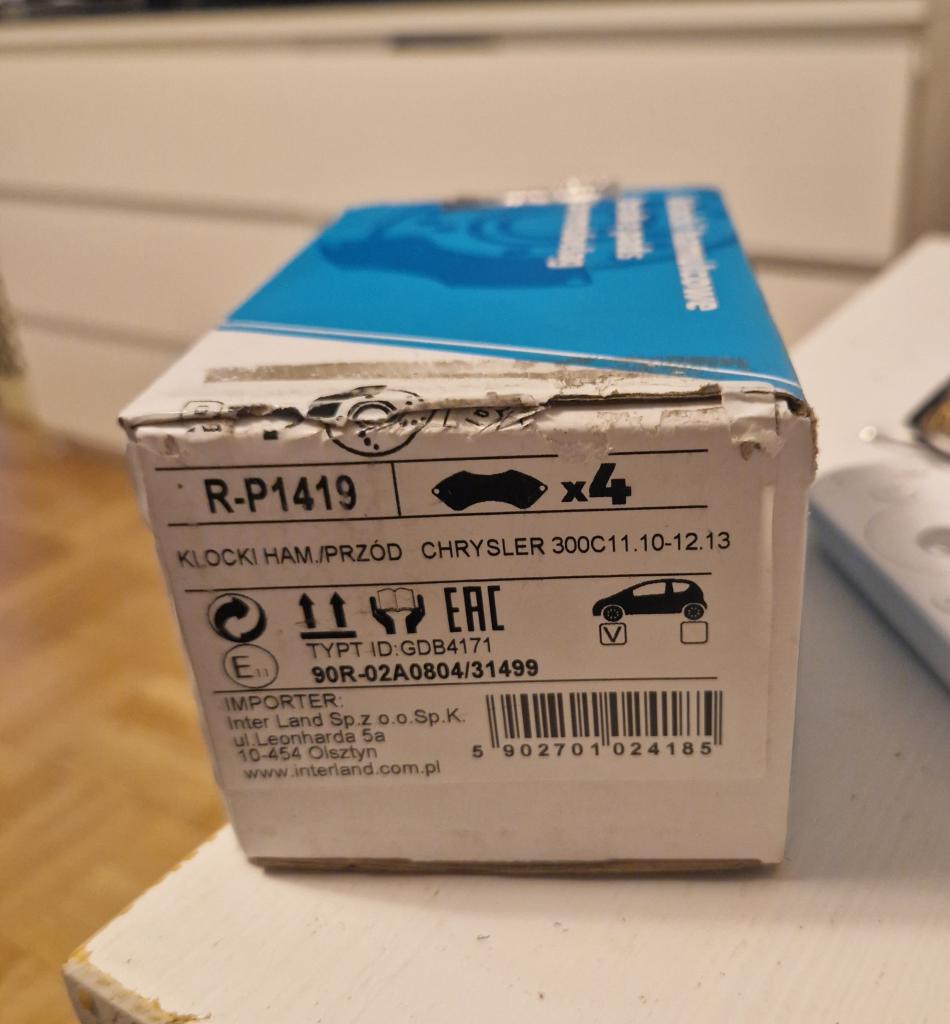 R-P1419
x4
KLOCKI HAM./PRZÓD CHRYSLER 300C11.10-12.13
EAC
V
TYPT ID:GDB4171
E11
90R-02A0804/31499
IMPORTER:
Inter Land Sp.z o.o.Sp.K.
ul.Leonharda 5a
10-454 Olsztyn
www.interland.com.pl
5 902701 024185